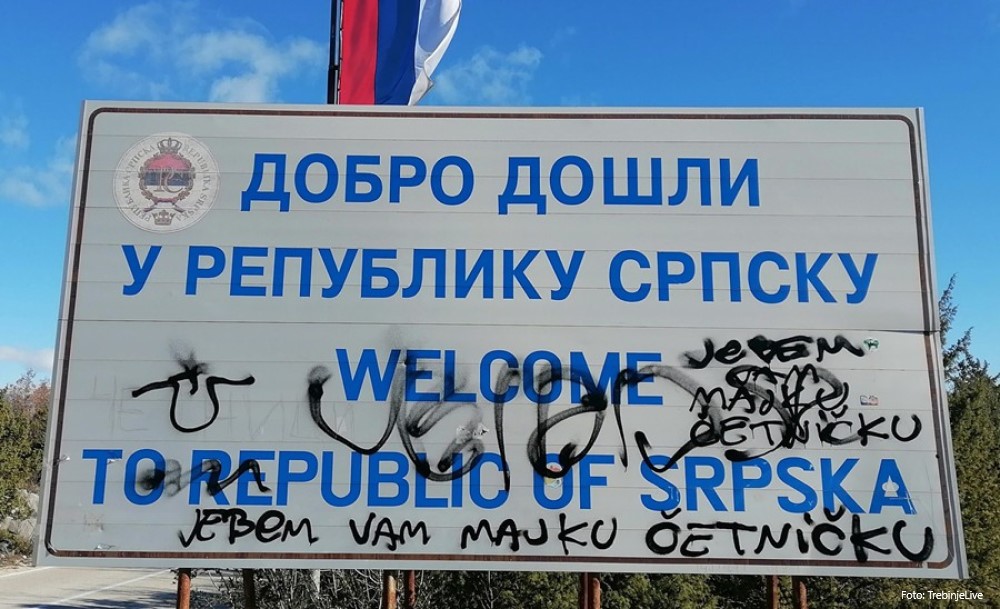 ДОБРО ДОШЛИ
У РЕПУБЛИКУ СРПСКУ
WELCOME
JEBEM
MAJKU
ČETNIČKU
TO REPUBLIC OF SRPSKA
JEBEM VAM MAJKU ČETNIČKU
Foto: TrebinjeLive